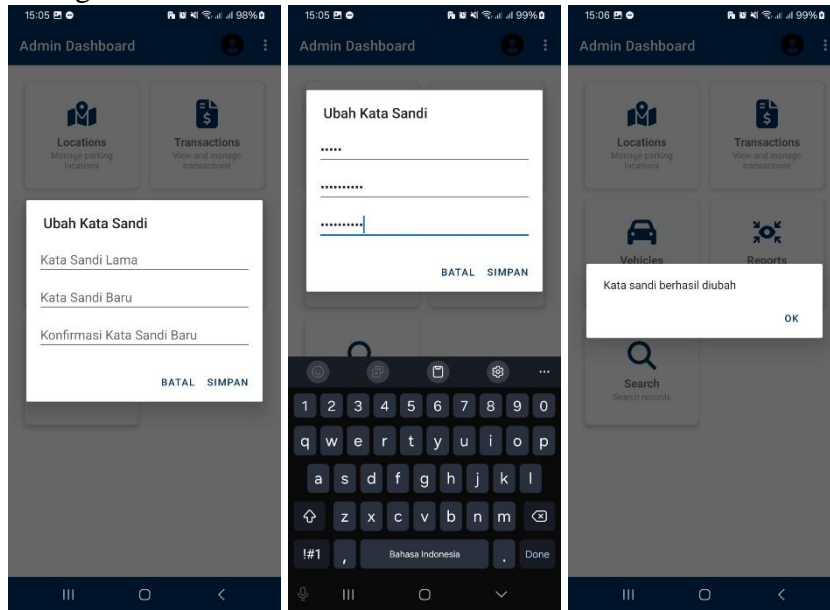 15:05 98%
Admin Dashboard
Locations
Manage parking
locations
Transactions
View and manage
transactions
Ubah Kata Sandi
Kata Sandi Lama
Kata Sandi Baru
Konfirmasi Kata Sandi Baru
BATAL SIMPAN
15:05 99%
Admin Dashboard
Ubah Kata Sandi
•••••
••••••••••
••••••••••
BATAL SIMPAN
1 2 3 4 5 6 7 8 9 0
q w e r t y u i o p
a s d f g h j k l
z x c v b n m
!#1 , Bahasa Indonesia . Done
15:06 99%
Admin Dashboard
Locations
Manage parking
locations
Transactions
View and manage
transactions
Vehicles
Reports
Kata sandi berhasil diubah
OK
Search
Search records